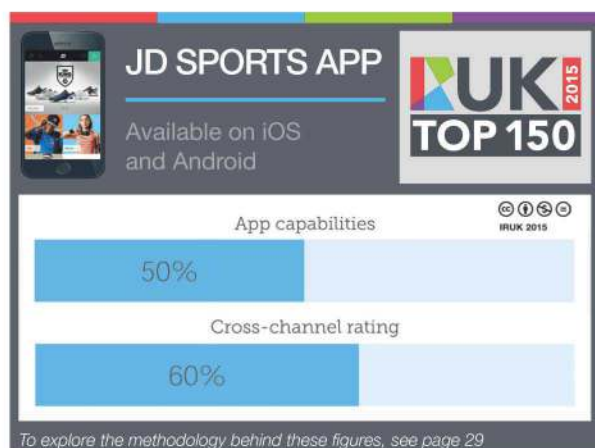 JD SPORTS APP
Available on iOS
and Android
IRUK
2015
TOP 150
App capabilities
IRUK 2015
50%
Cross-channel rating
60%
To explore the methodology behind these figures, see page 29